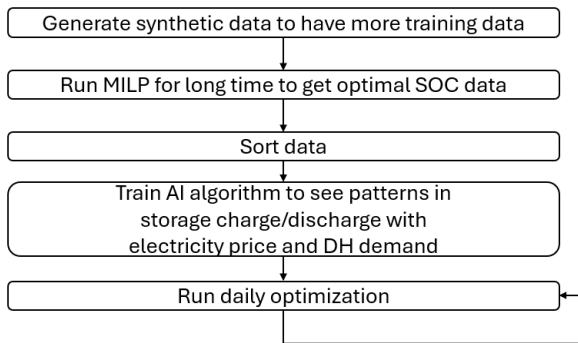 Generate synthetic data to have more training data
Run MILP for long time to get optimal SOC data
Sort data
Train AI algorithm to see patterns in
storage charge/discharge with
electricity price and DH demand
Run daily optimization